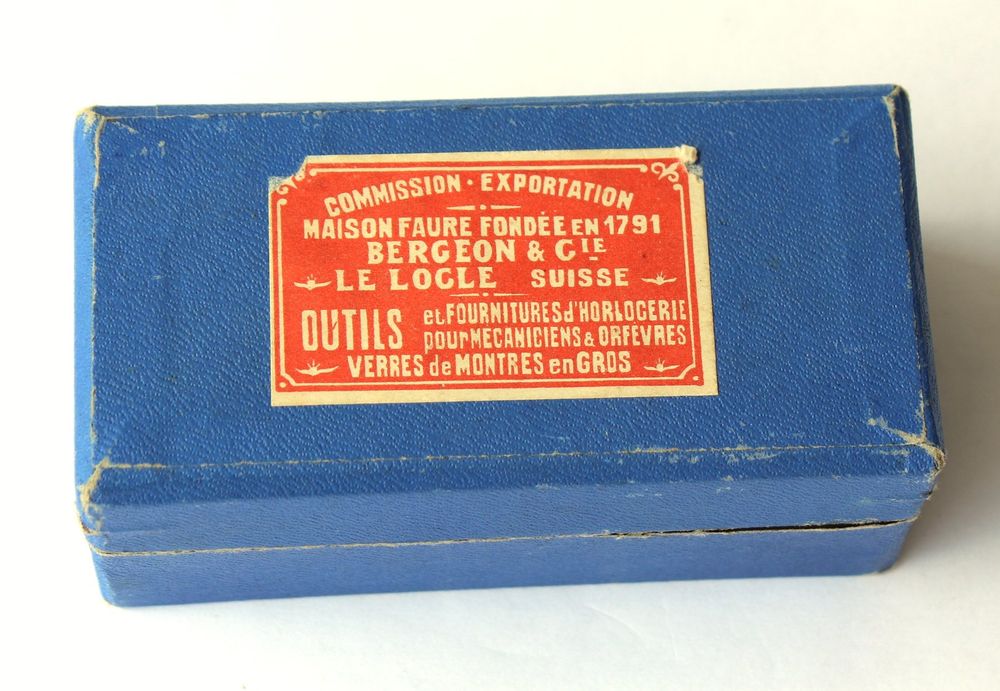 COMMISSION · EXPORTATION
MAISON FAURE FONDÉE EN 1791
BERGEON & CIE
LE LOCLE SUISSE
OUTILS et FOURNITURES d'HORLOGERIE
pour MÉCANICIENS & ORFEVRES
VERRES de MONTRES en GROS